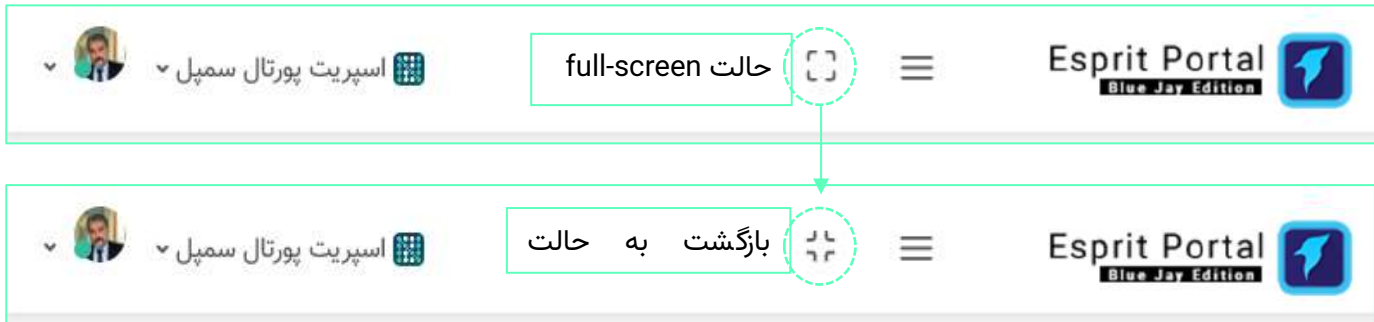 Esprit Portal
Blue Jay Edition
حالت full-screen
اسپریت پورتال سمپل
Esprit Portal
Blue Jay Edition
بازگشت به حالت
اسپریت پورتال سمپل